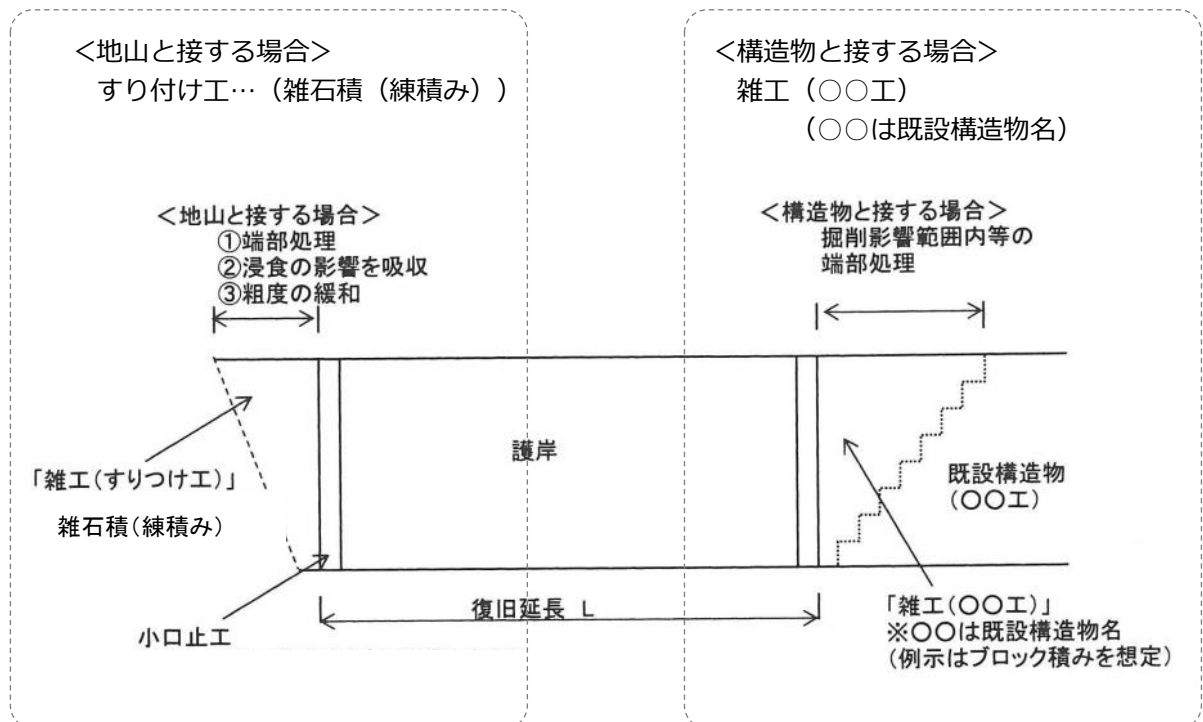 <地山と接する場合>
すり付け工…（雑石積（練積み））
<構造物と接する場合>
雑工（○○工）
（○○は既設構造物名）
<地山と接する場合>
①端部処理
②浸食の影響を吸収
③粗度の緩和
<構造物と接する場合>
掘削影響範囲内等の
端部処理
護岸
「雑工(すりつけ工)」
雑石積(練積み)
既設構造物
(○○工)
小口止工
復旧延長 L
「雑工(○○工)」
※○○は既設構造物名
(例示はブロック積みを想定)